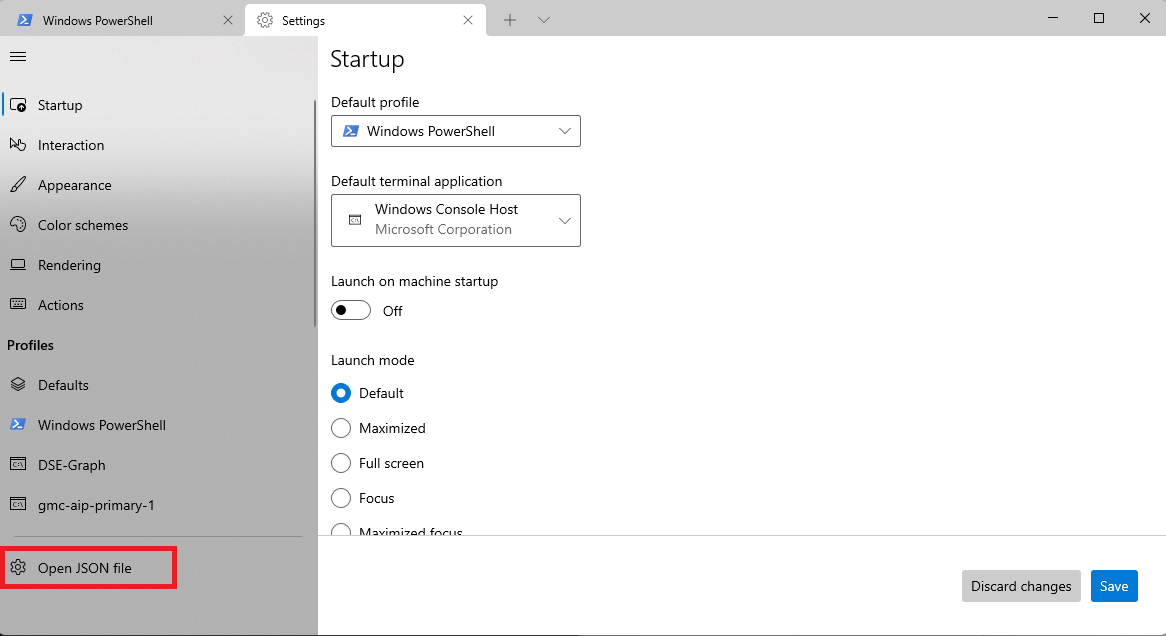 Windows PowerShell
Settings
Startup
Interaction
Appearance
Color schemes
Rendering
Actions
Profiles
Defaults
Windows PowerShell
DSE-Graph
gmc-aip-primary-1
Open JSON file
Startup
Default profile
Windows PowerShell
Default terminal application
Windows Console Host
Microsoft Corporation
Launch on machine startup
Off
Launch mode
Default
Maximized
Full screen
Focus
Maximized focus
Discard changes
Save